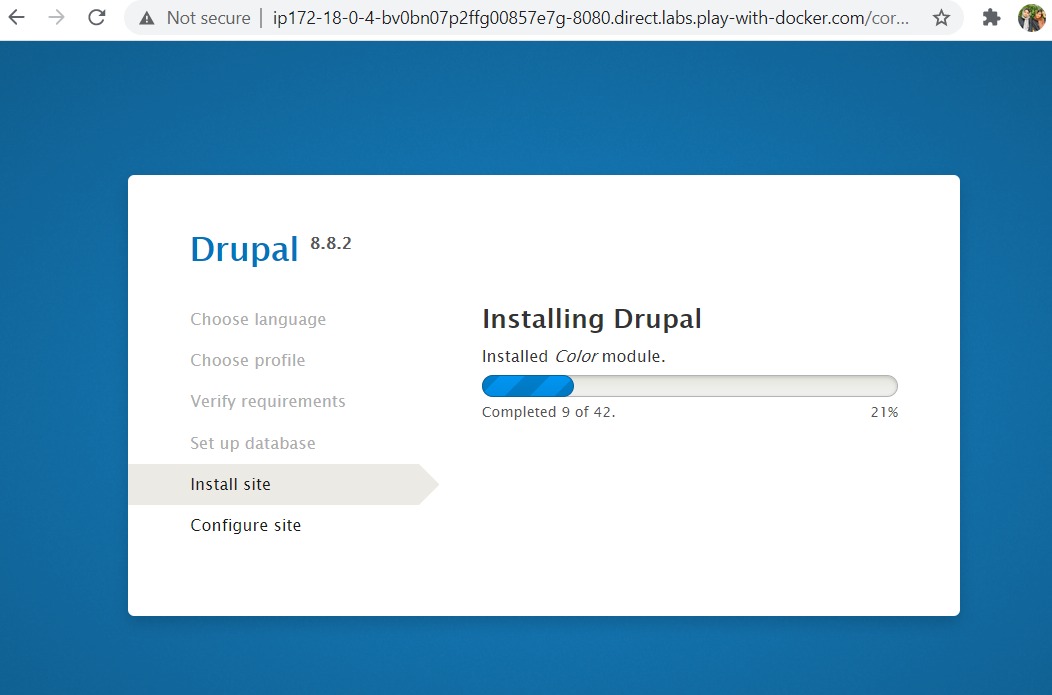 Not secure | ip172-18-0-4-bv0bn07p2ffg00857e7g-8080.direct.labs.play-with-docker.com/cor...
Drupal 8.8.2
Choose language
Choose profile
Verify requirements
Set up database
Install site
Configure site
Installing Drupal
Installed Color module.
Completed 9 of 42. 21%